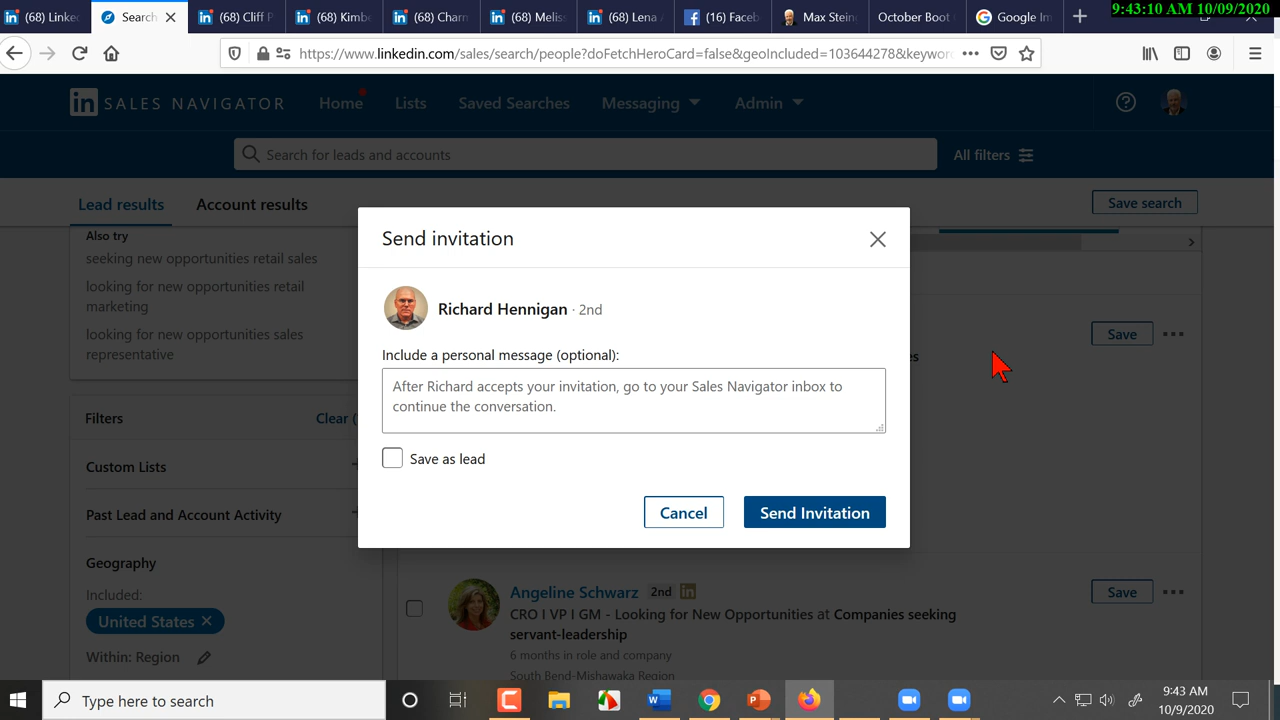 9:43:10 AM 10/09/2020
(68) Linke
Search
(68) Cliff P
(68) Kimbe
(68) Charn
(68) Meliss
(68) Lena
(16) Faceb
Max Stein
October Boot
Google Im
https://www.linkedin.com/sales/search/people?doFetchHeroCard=false&geoIncluded=103644278&keywor
in SALES NAVIGATOR
Home
Lists
Saved Searches
Messaging
Admin
Search for leads and accounts
All filters
Lead results
Account results
Save search
Also try
seeking new opportunities retail sales
looking for new opportunities retail
marketing
looking for new opportunities sales
representative
Filters
Clear (
Custom Lists
Past Lead and Account Activity
Geography
Included:
United States
Within: Region
Send invitation
Richard Hennigan · 2nd
Include a personal message (optional):
After Richard accepts your invitation, go to your Sales Navigator inbox to
continue the conversation.
Save as lead
Cancel
Send Invitation
Save
es
Angeline Schwarz 2nd in
Save
CRO I VP I GM - Looking for New Opportunities at Companies seeking
servant-leadership
6 months in role and company
South Bend-Mishawaka Region
Type here to search
9:43 AM
10/9/2020